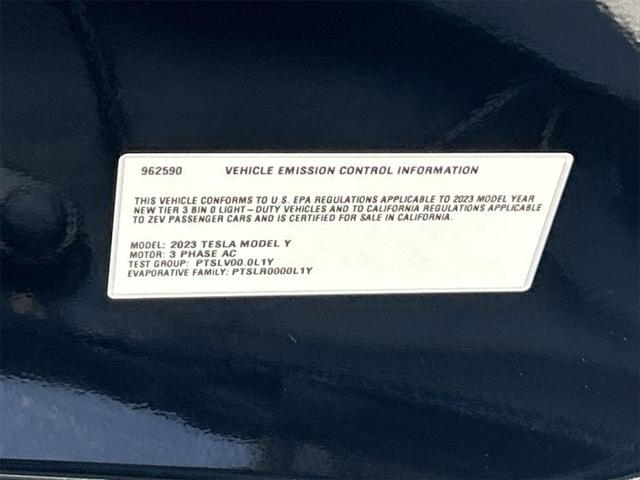 962590 VEHICLE EMISSION CONTROL INFORMATION
THIS VEHICLE CONFORMS TO U.S. EPA REGULATIONS APPLICABLE TO 2023 MODEL YEAR
NEW TIER 3 BIN 0 LIGHT-DUTY VEHICLES AND TO CALIFORNIA REGULATIONS APPLICABLE
TO ZEV PASSENGER CARS AND IS CERTIFIED FOR SALE IN CALIFORNIA.
MODEL: 2023 TESLA MODEL Y
MOTOR: 3 PHASE AC
TEST GROUP: PTSLV00.0L1Y
EVAPORATIVE FAMILY: PTSLR0000L1Y